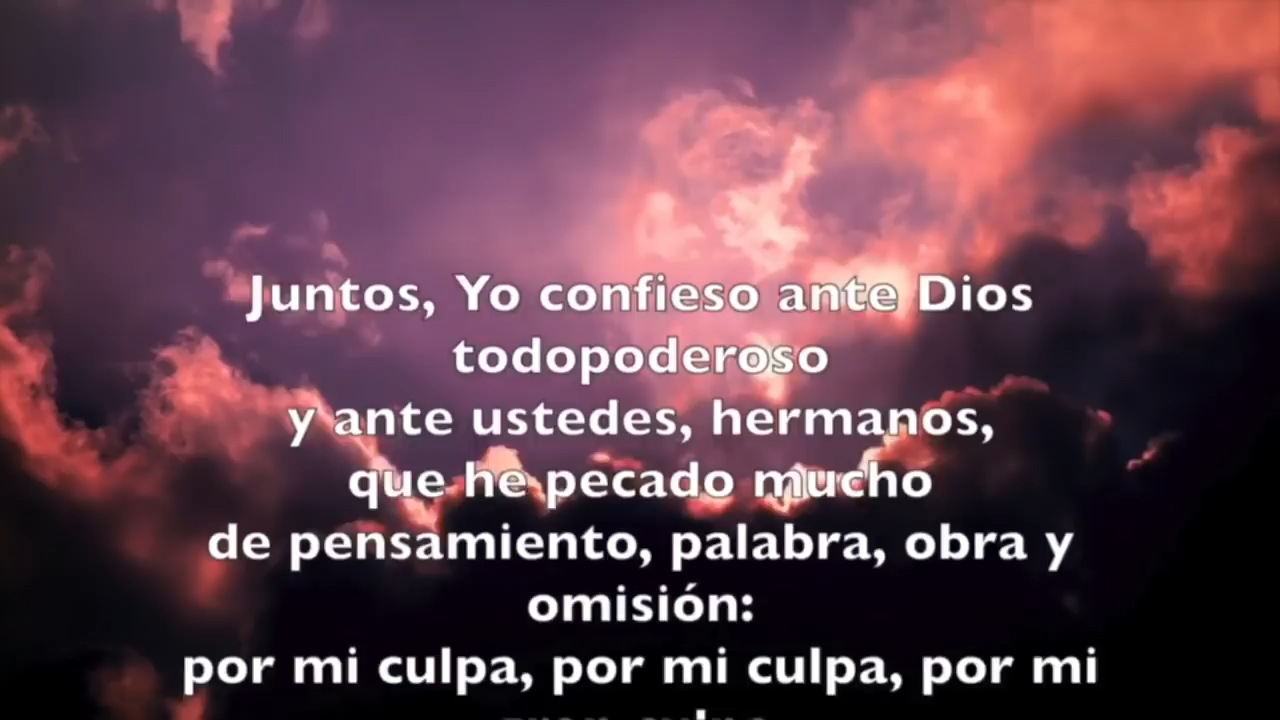 Juntos, Yo confieso ante Dios
todopoderoso
y ante ustedes, hermanos,
que he pecado mucho
de pensamiento, palabra, obra y
omisión:
por mi culpa, por mi culpa, por mi